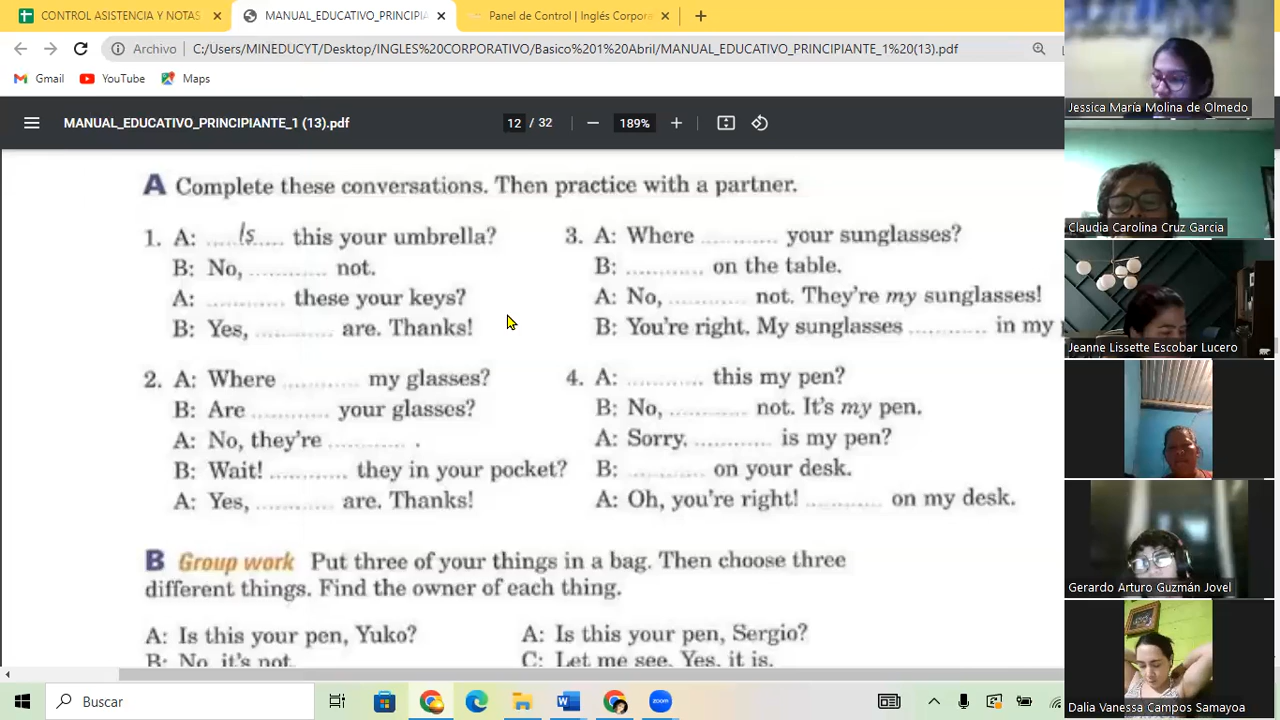 CONTROL ASISTENCIA Y NOTAS
MANUAL_EDUCATIVO_PRINCIPIA
Panel de Control | Inglés Corpora
Archivo
C:/Users/MINEDUCYT/Desktop/INGLES%20CORPORATIVO/Basico%201%20Abril/MANUAL_EDUCATIVO_PRINCIPIANTE_1%20(13).pdf
Gmail
YouTube
Maps
MANUAL_EDUCATIVO_PRINCIPIANTE_1 (13).pdf
12 / 32
189%
A Complete these conversations. Then practice with a partner.
1. A: ......Is..... this your umbrella?
B: No, ............ not.
A: ............ these your keys?
B: Yes, ............ are. Thanks!
2. A: Where ............ my glasses?
B: Are ............ your glasses?
A: No, they're ............ .
B: Wait! ............ they in your pocket?
A: Yes, ............ are. Thanks!
3. A: Where ............ your sunglasses?
B: ............ on the table.
A: No, ............ not. They're my sunglasses!
B: You're right. My sunglasses ............ in my
4. A: ............ this my pen?
B: No, ............ not. It's my pen.
A: Sorry. ............ is my pen?
B: ............ on your desk.
A: Oh, you're right! ............ on my desk.
B Group work Put three of your things in a bag. Then choose three
different things. Find the owner of each thing.
A: Is this your pen, Yuko?
B: No, it's not.
A: Is this your pen, Sergio?
C: Let me see. Yes, it is.
Jessica María Molina de Olmedo
Claudia Carolina Cruz Garcia
Jeanne Lissette Escobar Lucero
Gerardo Arturo Guzmán Jovel
Dalia Vanessa Campos Samayoa
Buscar
zoom